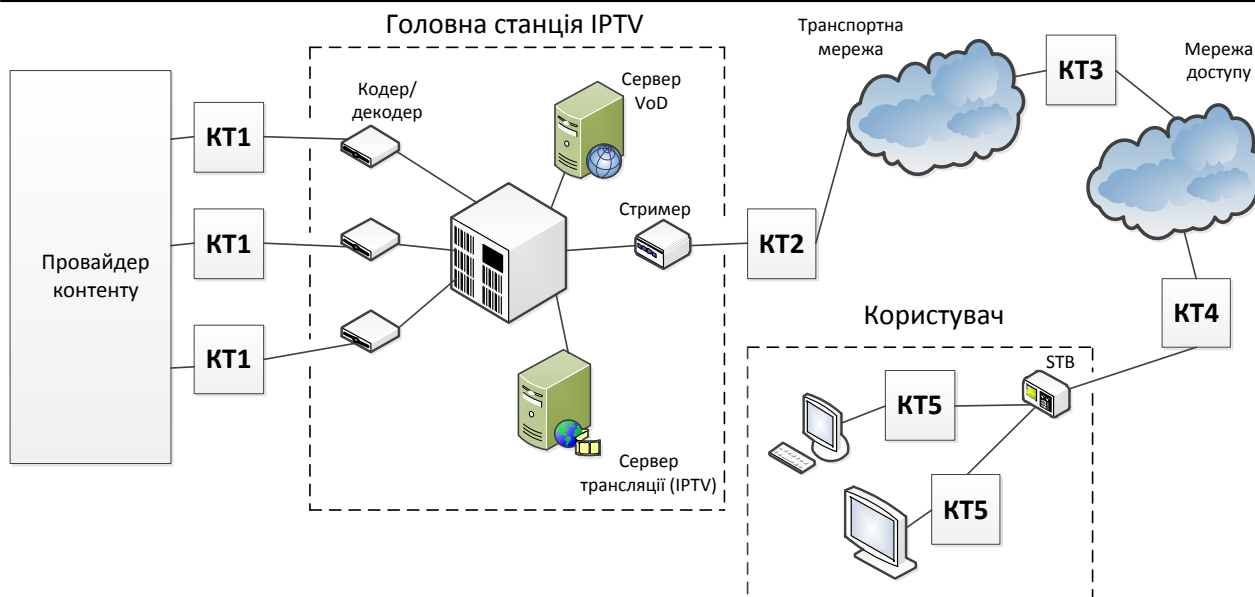 Головна станція IPTV
Транспортна
мережа
Мережа
доступу
Кодер/
декодер
Сервер
VoD
КТ3
КТ1
КТ1
КТ1
Провайдер
контенту
Стример
КТ2
КТ4
Користувач
STB
КТ5
КТ5
Сервер
трансляції (IPTV)